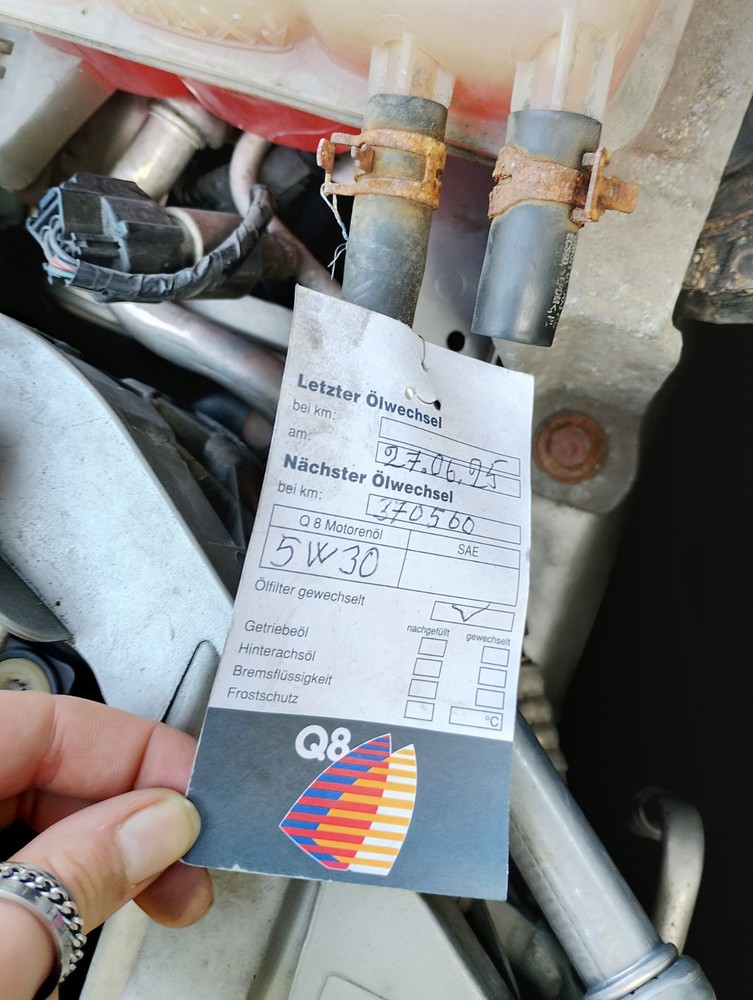 Letzter Ölwechsel
bei km:
am: 27.06.25
Nächster Ölwechsel
bei km: 370560
Q 8 Motorenöl SAE
5W30
Ölfilter gewechselt ✓
nachgefüllt gewechselt
Getriebeöl
Hinterachsöl
Bremsflüssigkeit
Frostschutz °C
Q8